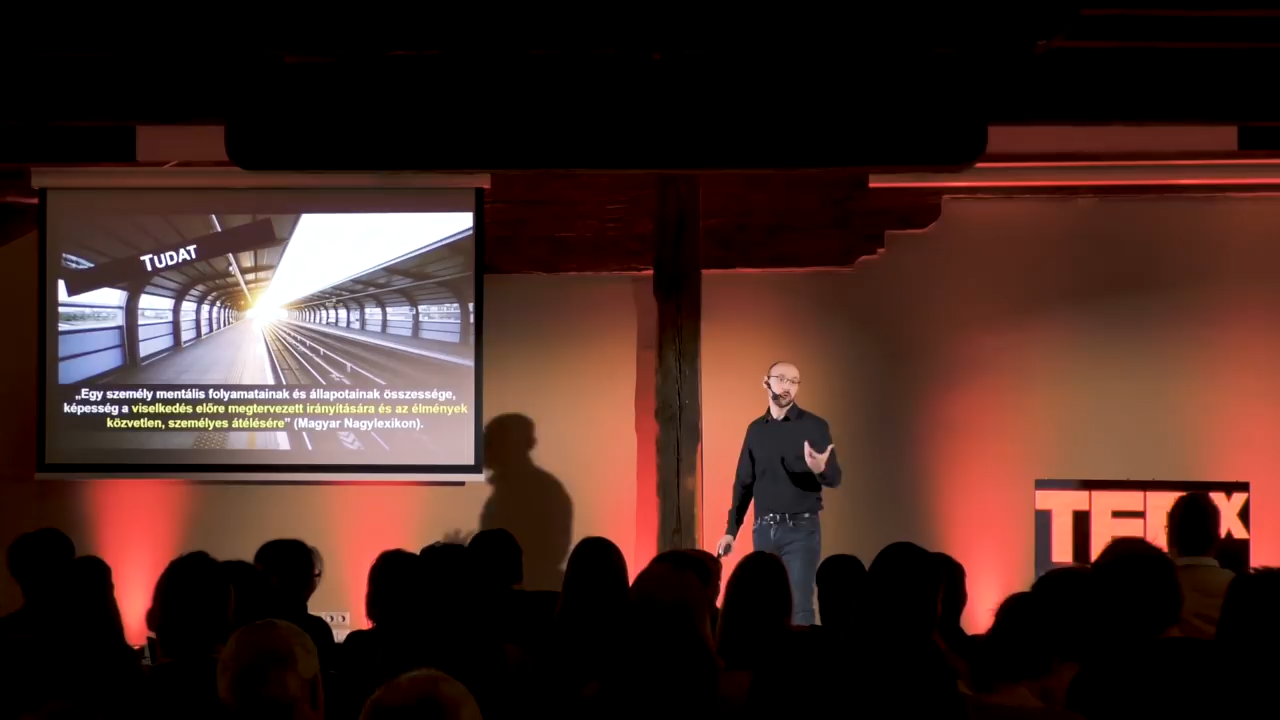 TUDAT
„Egy személy mentális folyamatainak és állapotainak összessége,
képesség a viselkedés előre megtervezett irányítására és az élmények
közvetlen, személyes átélésére” (Magyar Nagylexikon).
TEDx